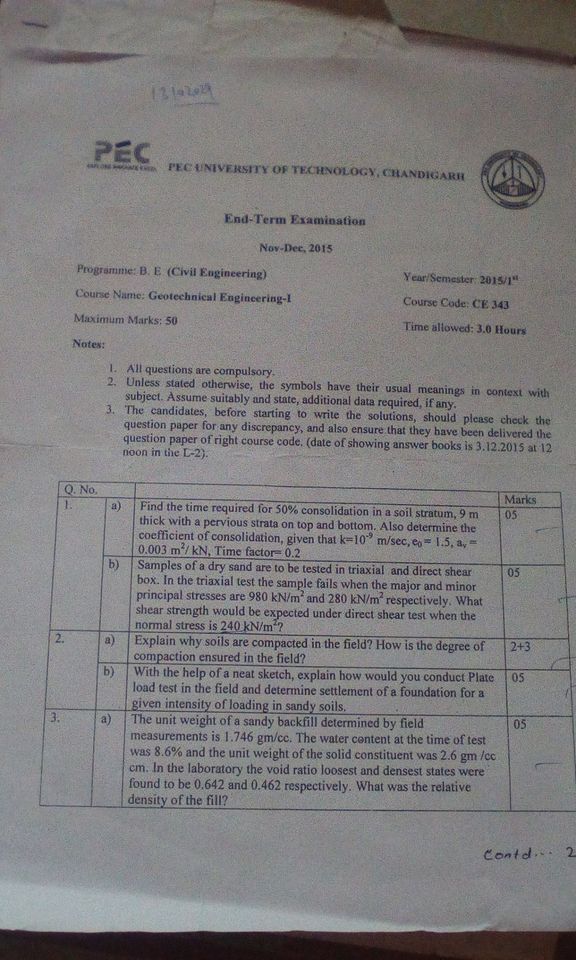 PEC
EXPLORE INNOVATE EXCEL
PEC UNIVERSITY OF TECHNOLOGY, CHANDIGARH
End-Term Examination
Nov-Dec, 2015
Programme: B. E (Civil Engineering)
Year/Semester: 2015/1st
Course Name: Geotechnical Engineering-I
Course Code: CE 343
Maximum Marks: 50
Time allowed: 3.0 Hours
Notes:
1. All questions are compulsory.
2. Unless stated otherwise, the symbols have their usual meanings in context with
subject. Assume suitably and state, additional data required, if any.
3. The candidates, before starting to write the solutions, should please check the
question paper for any discrepancy, and also ensure that they have been delivered the
question paper of right course code. (date of showing answer books is 3.12.2015 at 12
noon in the L-2).
Q. No. Marks
1. a) Find the time required for 50% consolidation in a soil stratum, 9 m 05
thick with a pervious strata on top and bottom. Also determine the
coefficient of consolidation, given that k=10⁻⁹ m/sec, e₀ = 1.5, aᵥ =
0.003 m²/ kN, Time factor= 0.2
b) Samples of a dry sand are to be tested in triaxial and direct shear 05
box. In the triaxial test the sample fails when the major and minor
principal stresses are 980 kN/m² and 280 kN/m² respectively. What
shear strength would be expected under direct shear test when the
normal stress is 240 kN/m²?
2. a) Explain why soils are compacted in the field? How is the degree of 2+3
compaction ensured in the field?
b) With the help of a neat sketch, explain how would you conduct Plate 05
load test in the field and determine settlement of a foundation for a
given intensity of loading in sandy soils.
3. a) The unit weight of a sandy backfill determined by field 05
measurements is 1.746 gm/cc. The water content at the time of test
was 8.6% and the unit weight of the solid constituent was 2.6 gm /cc
cm. In the laboratory the void ratio loosest and densest states were
found to be 0.642 and 0.462 respectively. What was the relative
density of the fill?
Contd... 2